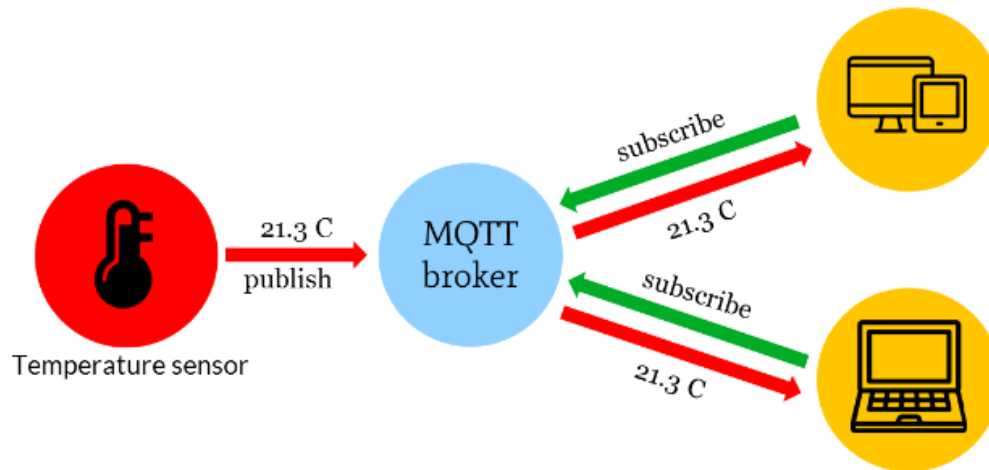 21.3 C
publish
Temperature sensor
MQTT
broker
subscribe
21.3 C
subscribe
21.3 C